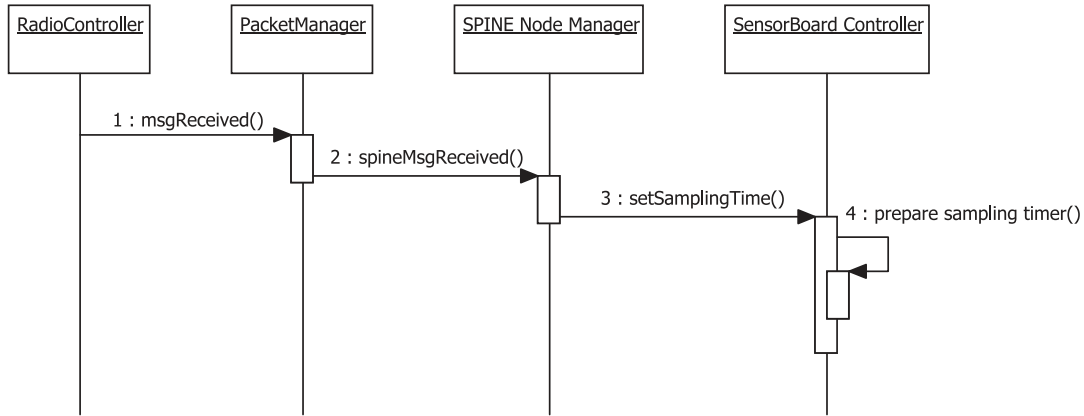 RadioController
PacketManager
SPINE Node Manager
SensorBoard Controller
1 : msgReceived()
2 : spineMsgReceived()
3 : setSamplingTime()
4 : prepare sampling timer()